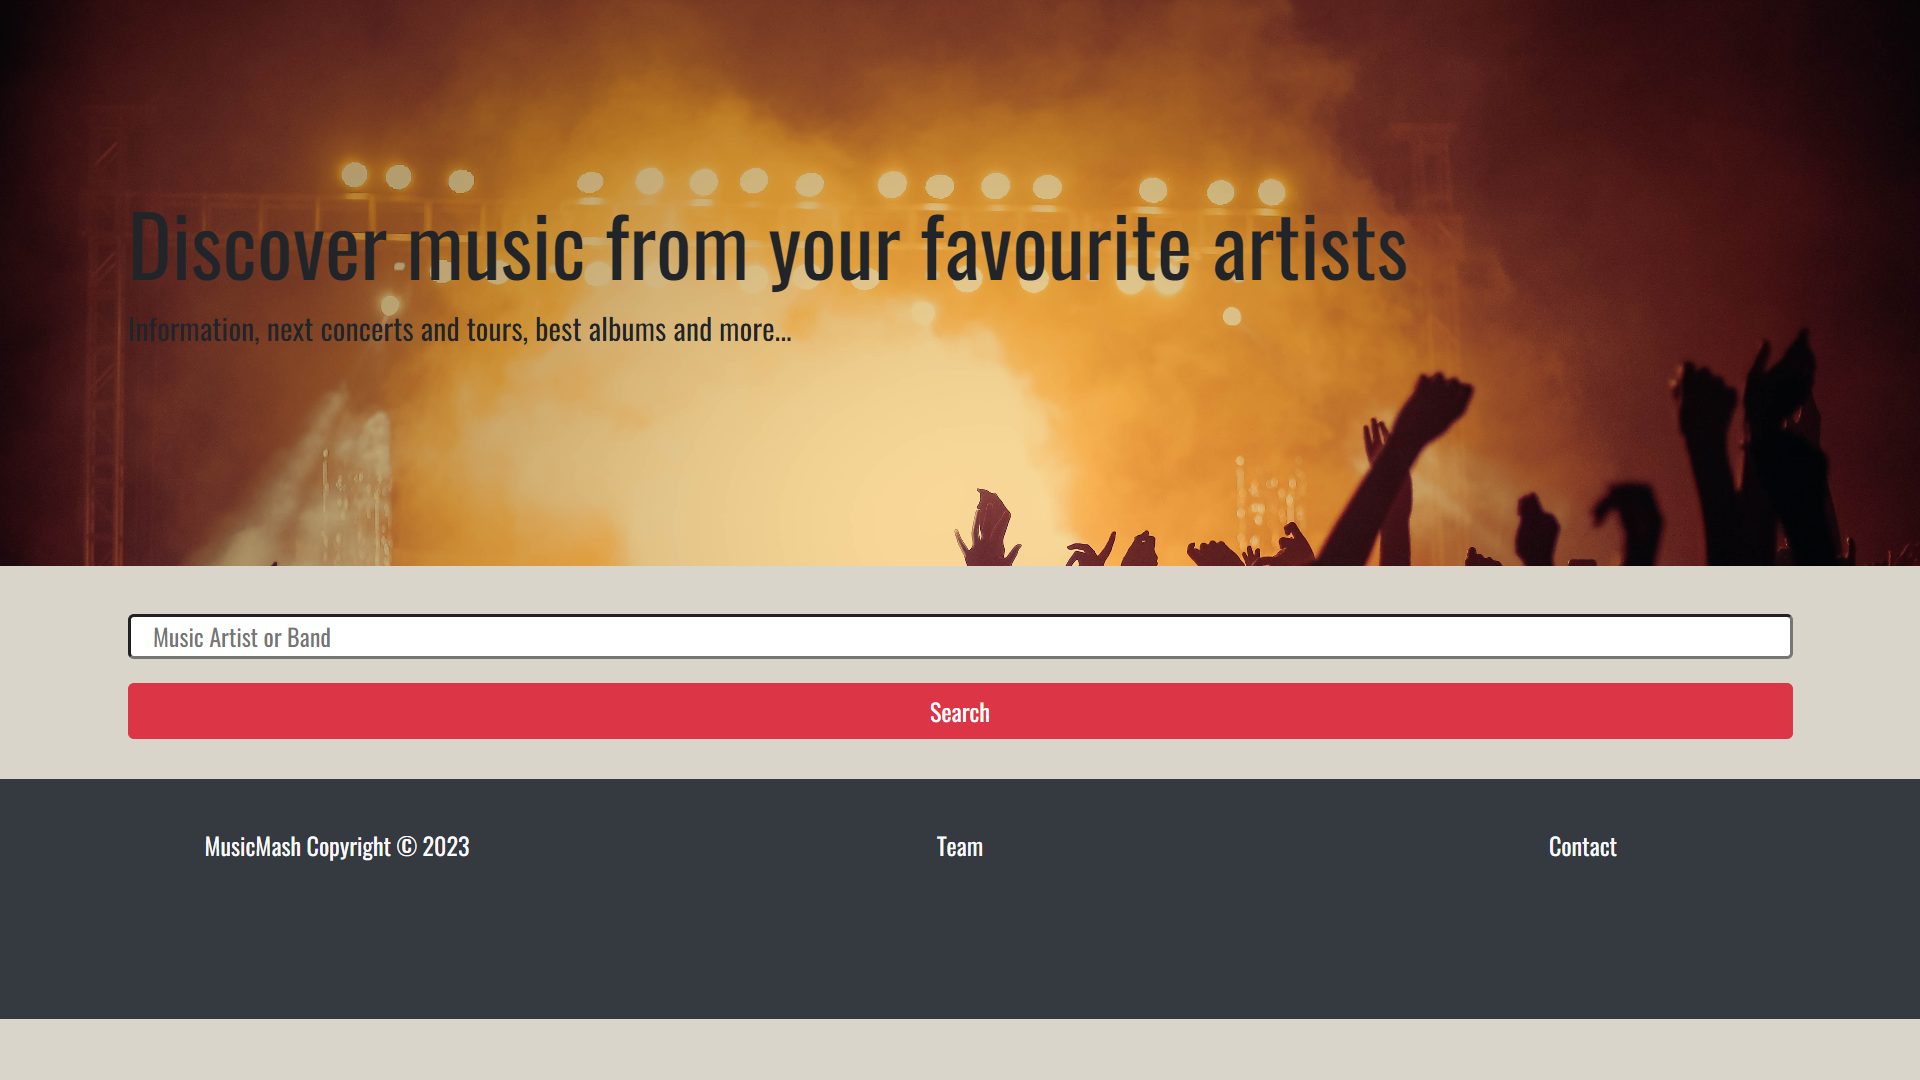 Discover music from your favourite artists
Information, next concerts and tours, best albums and more...
Music Artist or Band
Search
MusicMash Copyright © 2023
Team
Contact